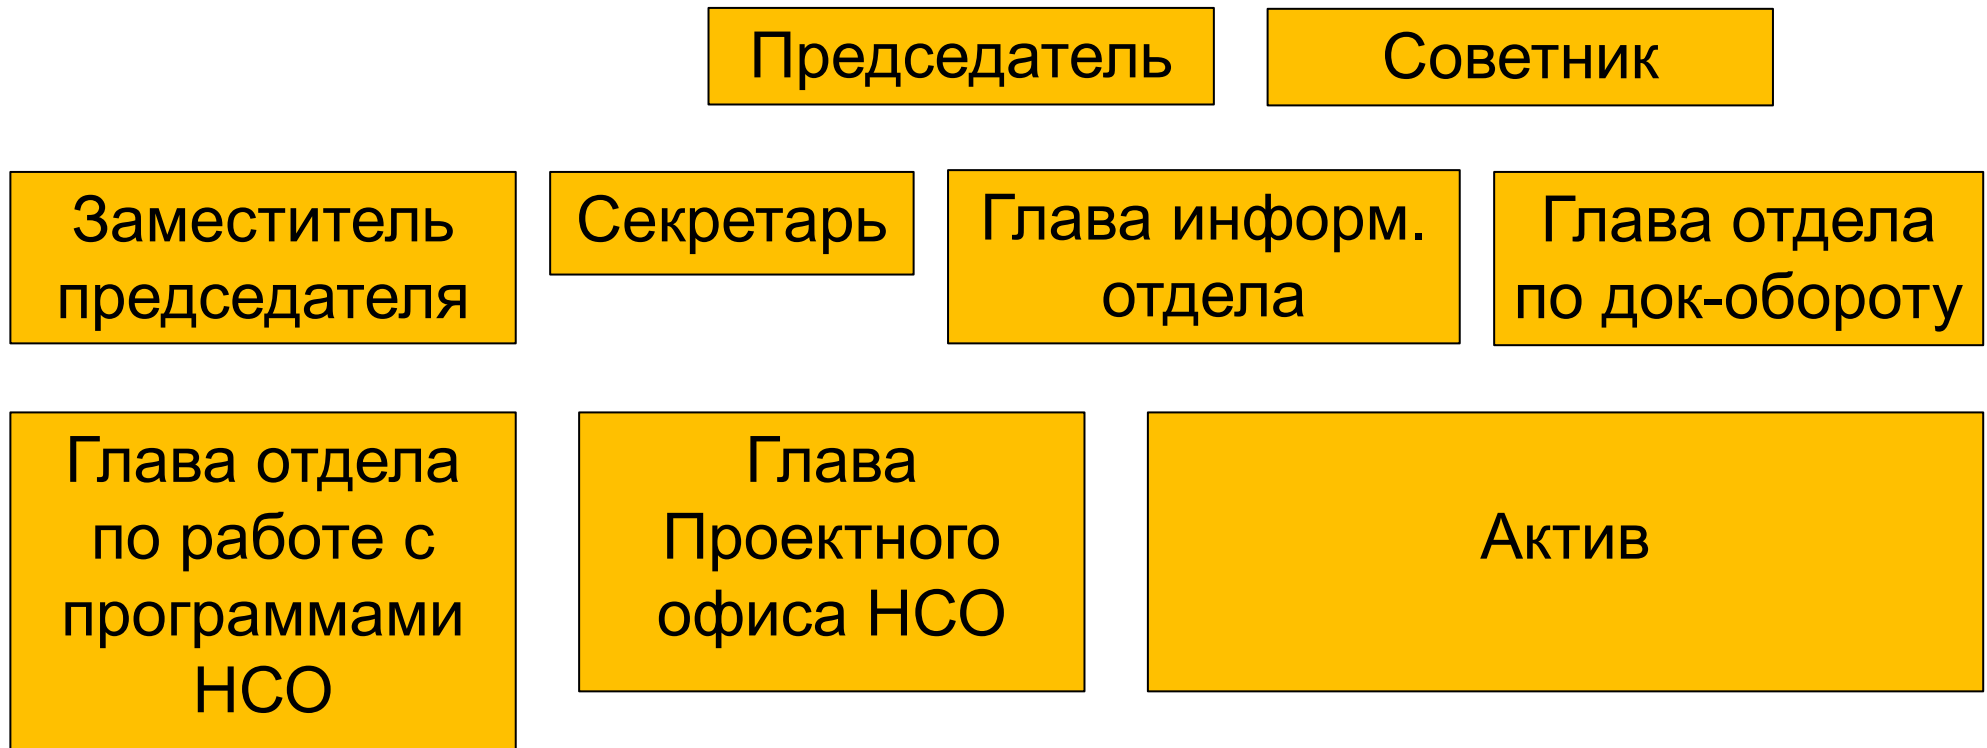 Председатель
Советник
Заместитель
председателя
Секретарь
Глава информ.
отдела
Глава отдела
по док-обороту
Глава отдела
по работе с
программами
НСО
Глава
Проектного
офиса НСО
Актив